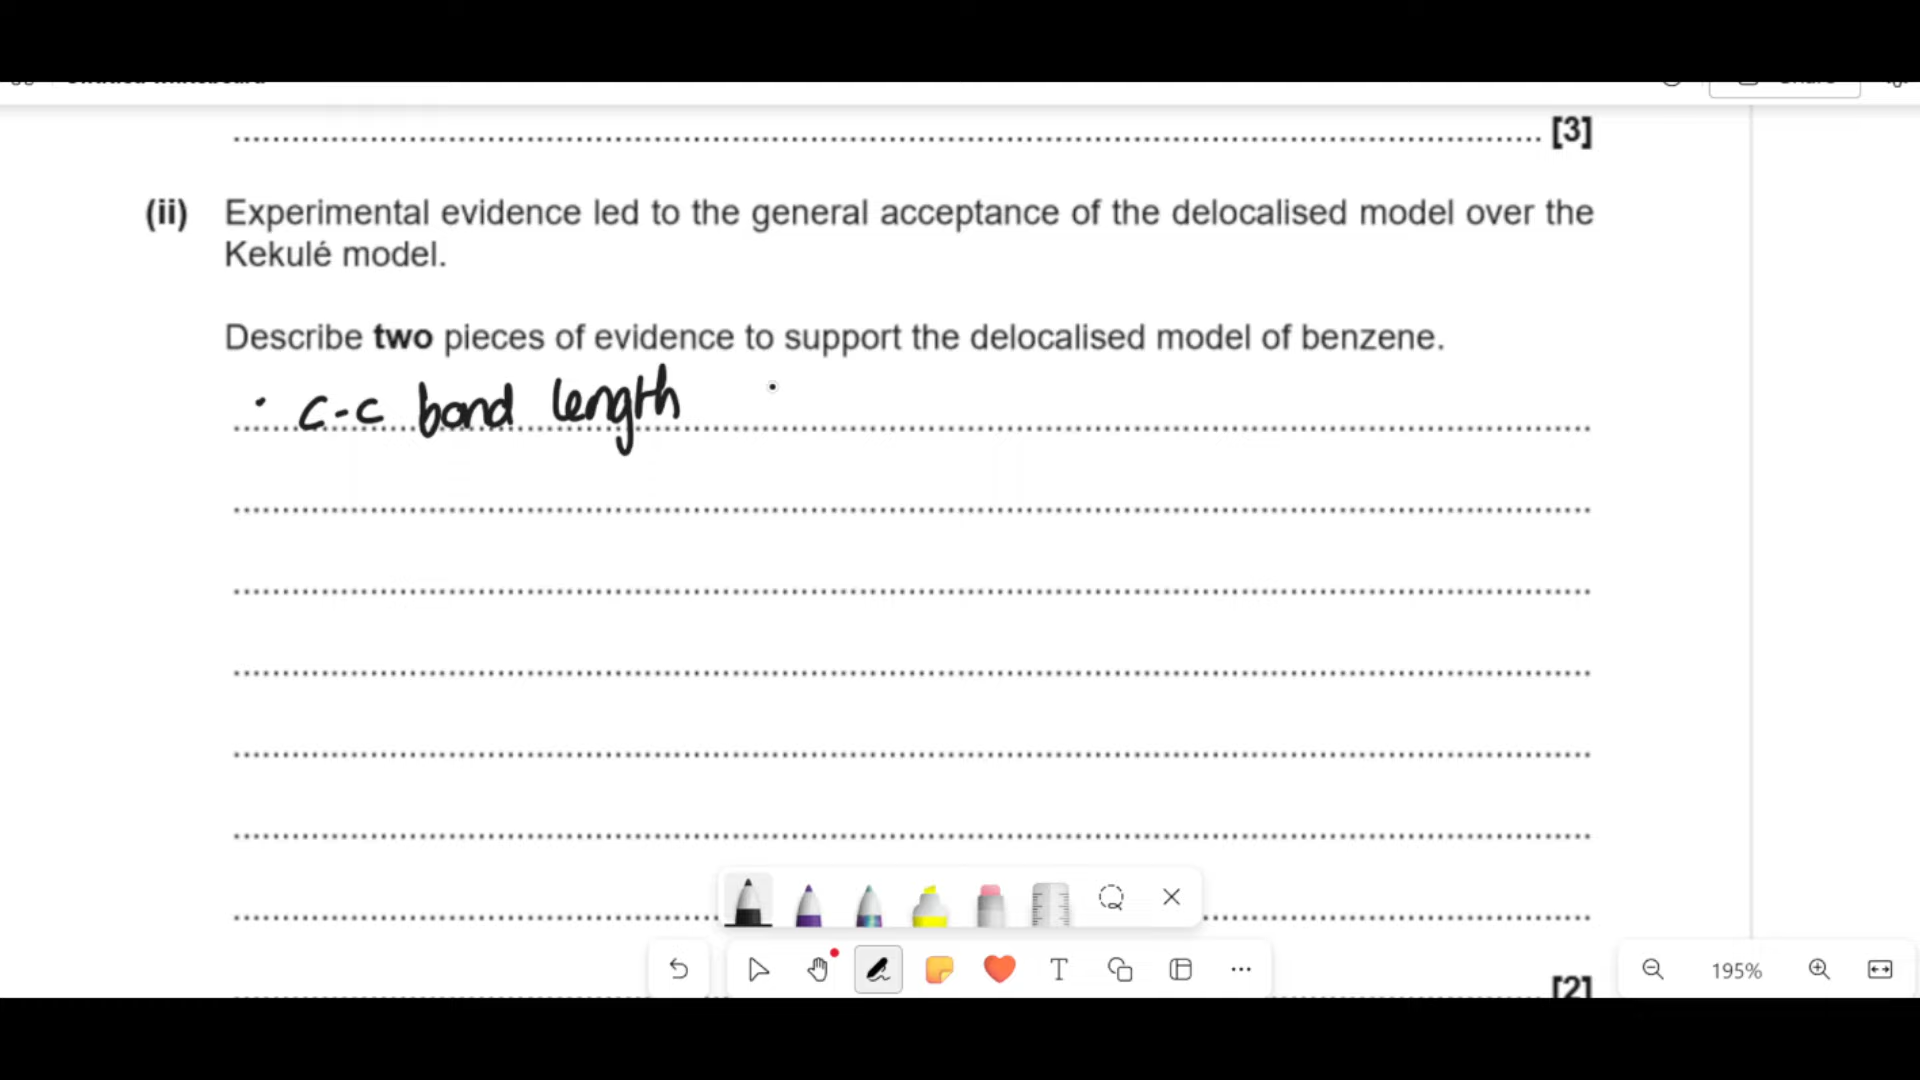 [3]
(ii) Experimental evidence led to the general acceptance of the delocalised model over the
Kekulé model.
Describe two pieces of evidence to support the delocalised model of benzene.
· C-C bond length
[2]
195%